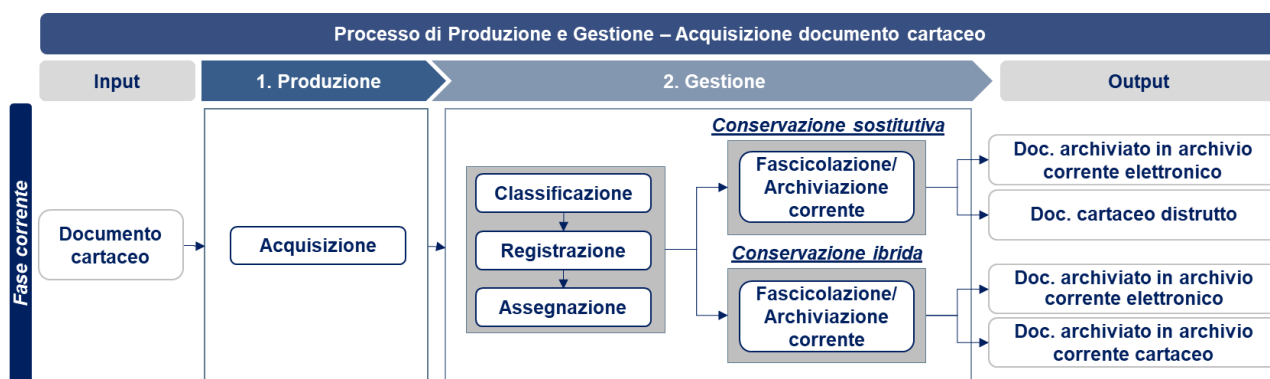 Processo di Produzione e Gestione – Acquisizione documento cartaceo
Input
1. Produzione
2. Gestione
Output
Fase corrente
Documento
cartaceo
Acquisizione
Classificazione
Registrazione
Assegnazione
Conservazione sostitutiva
Fascicolazione/
Archiviazione
corrente
Conservazione ibrida
Fascicolazione/
Archiviazione
corrente
Doc. archiviato in archivio
corrente elettronico
Doc. cartaceo distrutto
Doc. archiviato in archivio
corrente elettronico
Doc. archiviato in archivio
corrente cartaceo